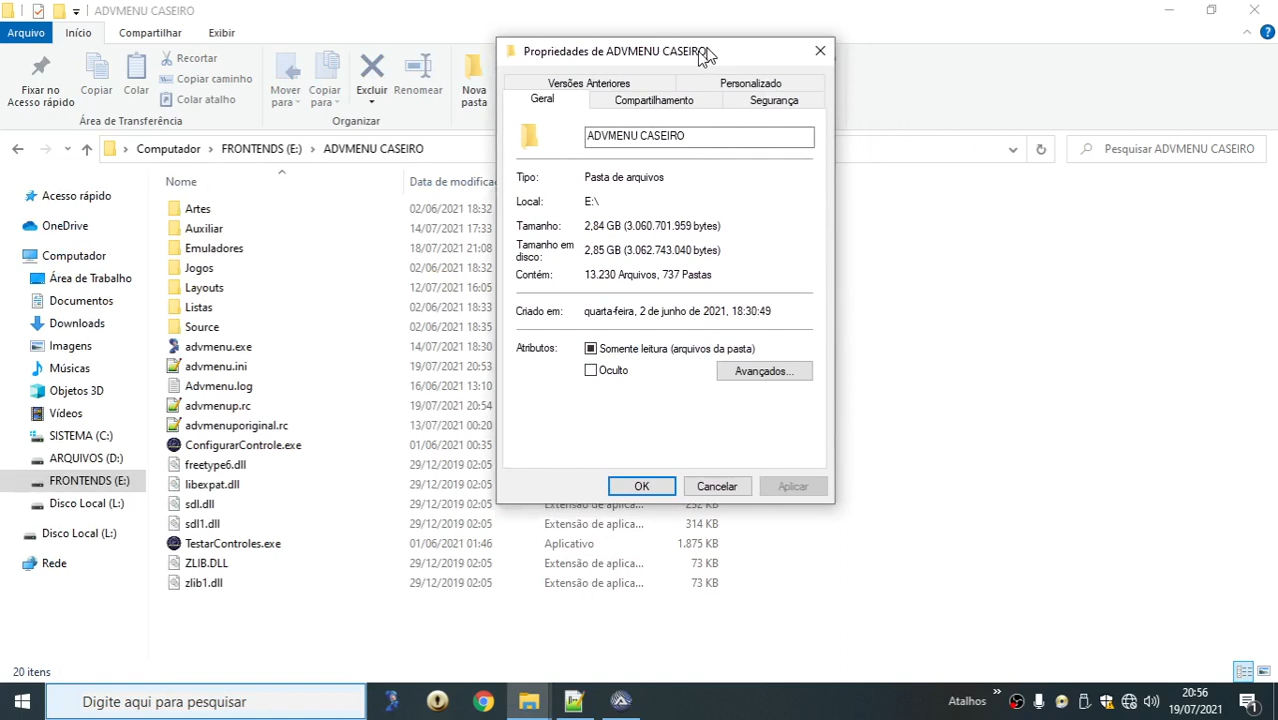 ADVMENU CASEIRO
Arquivo
Início
Compartilhar
Exibir
Fixar no
Acesso rápido
Copiar
Colar
Recortar
Copiar caminho
Colar atalho
Área de Transferência
Mover
para
Copiar
para
Excluir
Renomear
Organizar
Nova
pasta
Computador
FRONTENDS (E:)
ADVMENU CASEIRO
Pesquisar ADVMENU CASEIRO
Acesso rápido
OneDrive
Computador
Área de Trabalho
Documentos
Downloads
Imagens
Músicas
Objetos 3D
Vídeos
SISTEMA (C:)
ARQUIVOS (D:)
FRONTENDS (E:)
Disco Local (L:)
Disco Local (L:)
Rede
Nome Data de modifica
Artes 02/06/2021 18:32
Auxiliar 14/07/2021 17:33
Emuladores 18/07/2021 21:08
Jogos 02/06/2021 18:32
Layouts 12/07/2021 16:05
Listas 02/06/2021 18:33
Source 02/06/2021 18:35
advmenu.exe 14/07/2021 18:30
advmenu.ini 19/07/2021 20:53
Advmenu.log 16/06/2021 13:10
advmenup.rc 19/07/2021 20:54
advmenuporiginal.rc 13/07/2021 00:20
ConfigurarControle.exe 01/06/2021 00:35
freetype6.dll 29/12/2019 02:05
libexpat.dll 29/12/2019 02:05
sdl.dll 29/12/2019 02:05
sdl1.dll 29/12/2019 02:05 Extensão de aplica... 314 KB
TestarControles.exe 01/06/2021 01:46 Aplicativo 1.875 KB
ZLIB.DLL 29/12/2019 02:05 Extensão de aplica... 73 KB
zlib1.dll 29/12/2019 02:05 Extensão de aplica... 73 KB
Propriedades de ADVMENU CASEIRO
Versões Anteriores
Personalizado
Geral
Compartilhamento
Segurança
ADVMENU CASEIRO
Tipo: Pasta de arquivos
Local: E:\
Tamanho: 2,84 GB (3.060.701.959 bytes)
Tamanho em
disco: 2,85 GB (3.062.743.040 bytes)
Contém: 13.230 Arquivos, 737 Pastas
Criado em: quarta-feira, 2 de junho de 2021, 18:30:49
Atributos: Somente leitura (arquivos da pasta)
Oculto
Avançados...
OK
Cancelar
Aplicar
20 itens
Digite aqui para pesquisar
Atalhos
20:56
19/07/2021
1